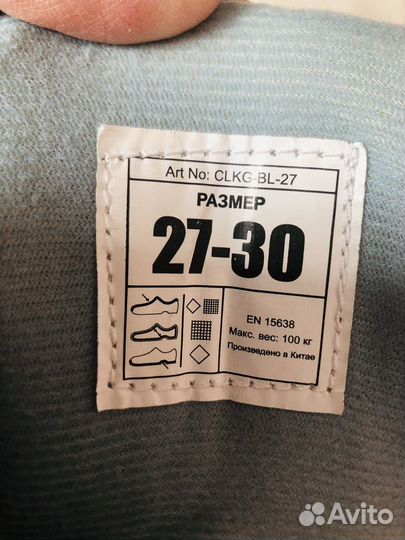 Art No: CLKG-BL-27
РАЗМЕР
27-30
EN 15638
Макс. вес: 100 кг
Произведено в Китае
Avito